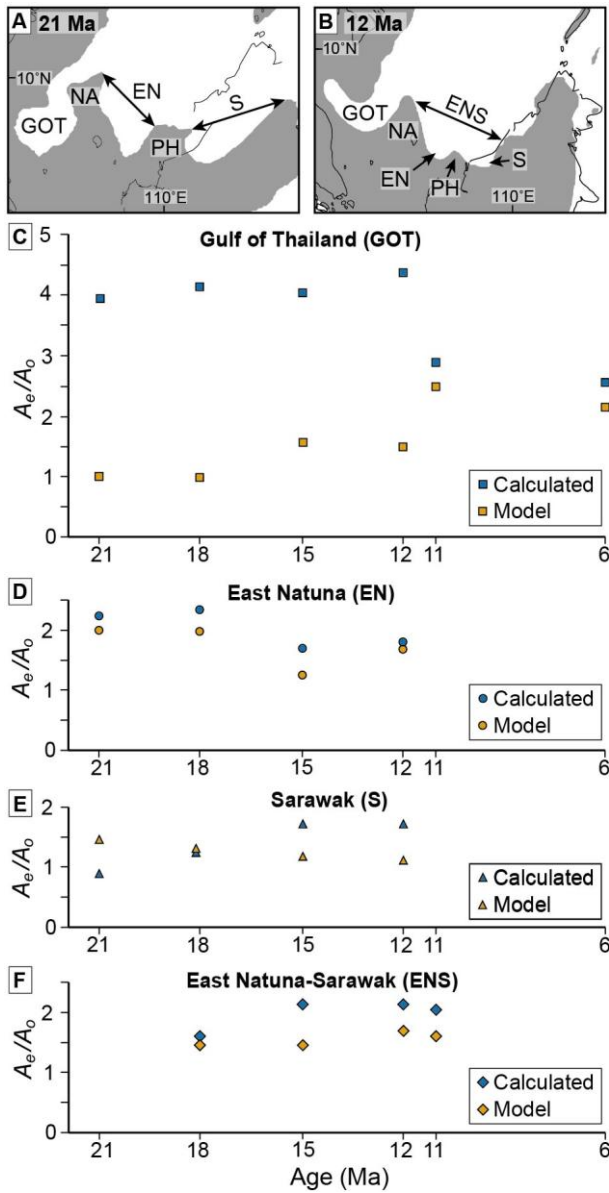 A 21 Ma
10°N
NA
EN
S
GOT
PH
110°E
B 12 Ma
GOT
ENS
NA
EN
PH
S
110°E
C Gulf of Thailand (GOT)
5
4
3
2
1
0
Ae/Ao
Calculated
Model
21 18 15 12 11 6
D East Natuna (EN)
2
1
0
Ae/Ao
Calculated
Model
21 18 15 12 11 6
E Sarawak (S)
2
1
0
Ae/Ao
Calculated
Model
21 18 15 12 11 6
F East Natuna-Sarawak (ENS)
2
1
0
Ae/Ao
Calculated
Model
21 18 15 12 11 6
Age (Ma)